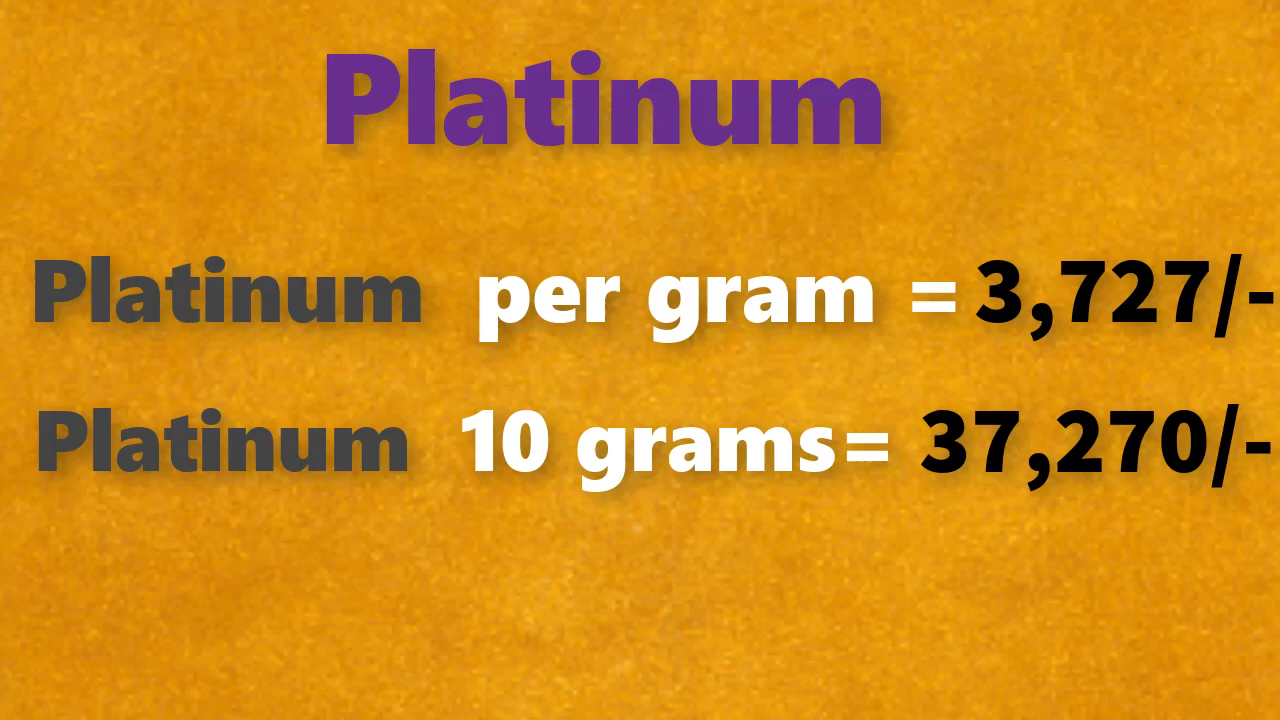 Platinum
Platinum per gram = 3,727/-
Platinum 10 grams= 37,270/-